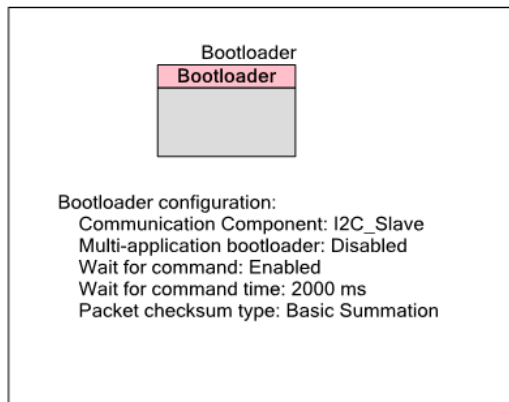 Bootloader
Bootloader
Bootloader configuration:
Communication Component: I2C_Slave
Multi-application bootloader: Disabled
Wait for command: Enabled
Wait for command time: 2000 ms
Packet checksum type: Basic Summation